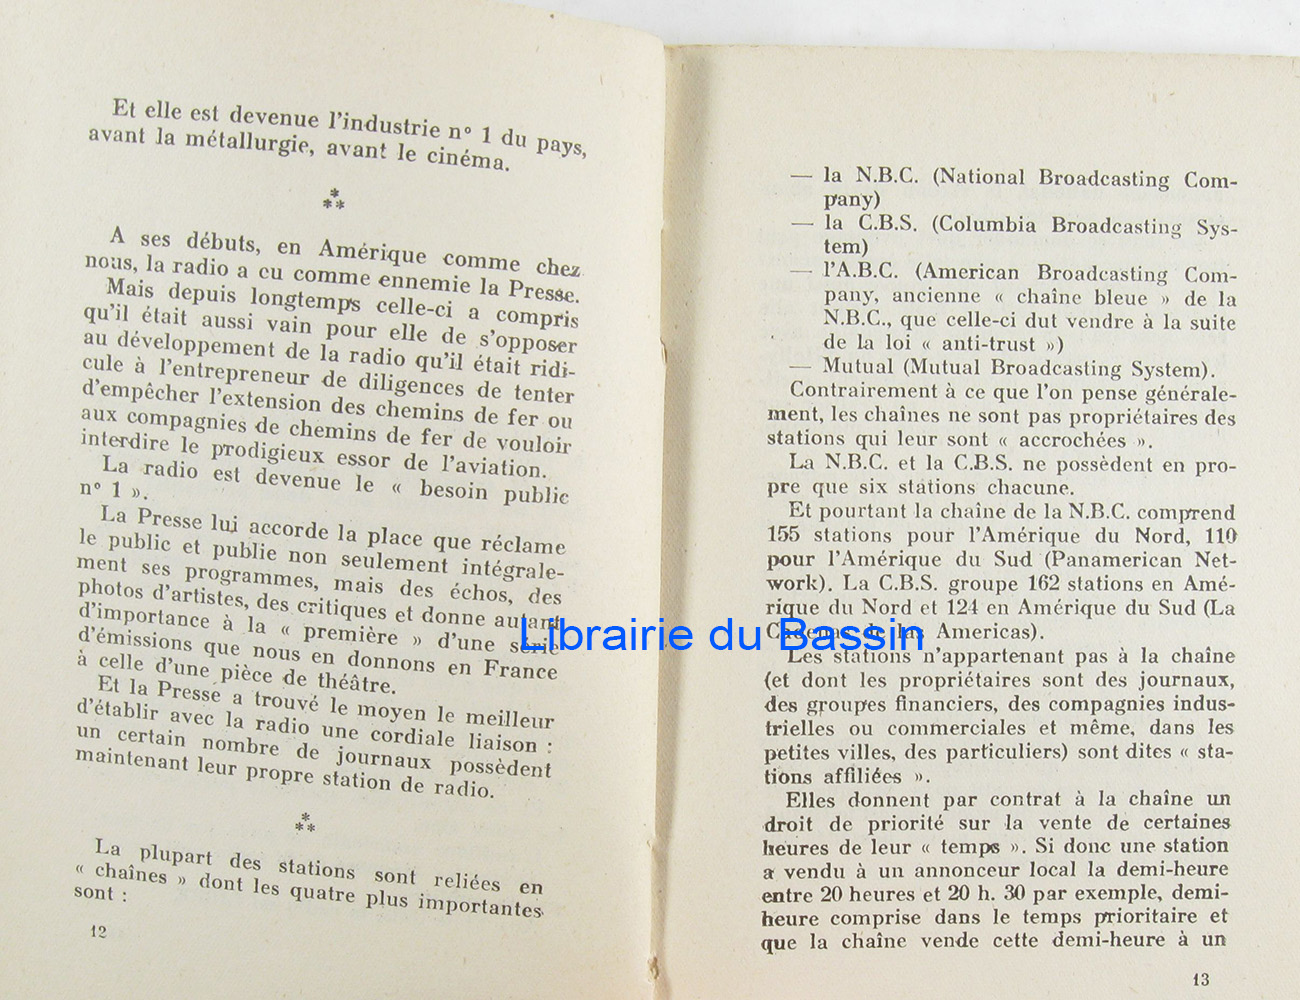 Et elle est devenue l'industrie n° 1 du pays,
avant la métallurgie, avant le cinéma.
*
**
A ses débuts, en Amérique comme chez
nous, la radio a cu comme ennemie la Presse.
Mais depuis longtemps celle-ci a compris
qu'il était aussi vain pour elle de s'opposer
au développement de la radio qu'il était ridi-
cule à l'entrepreneur de diligences de tenter
d'empêcher l'extension des chemins de fer ou
aux compagnies de chemins de fer de vouloir
interdire le prodigieux essor de l'aviation.
La radio est devenue le « besoin public
n° 1 ».
La Presse lui accorde la place que réclame
le public et publie non seulement intégrale-
ment ses programmes, mais des échos, des
photos d'artistes, des critiques et donne autant
d'importance à la « première » d'une série
d'émissions que nous en donnons en France
à celle d'une pièce de théâtre.
Et la Presse a trouvé le moyen le meilleur
d'établir avec la radio une cordiale liaison :
un certain nombre de journaux possèdent
maintenant leur propre station de radio.
*
**
La plupart des stations sont reliées en
« chaînes » dont les quatre plus importantes
sont :
12
— la N.B.C. (National Broadcasting Com-
pany)
— la C.B.S. (Columbia Broadcasting Sys-
tem)
— l'A.B.C. (American Broadcasting Com-
pany, ancienne « chaîne bleue » de la
N.B.C., que celle-ci dut vendre à la suite
de la loi « anti-trust »)
— Mutual (Mutual Broadcasting System).
Contrairement à ce que l'on pense générale-
ment, les chaînes ne sont pas propriétaires des
stations qui leur sont « accrochées ».
La N.B.C. et la C.B.S. ne possèdent en pro-
pre que six stations chacune.
Et pourtant la chaîne de la N.B.C. comprend
155 stations pour l'Amérique du Nord, 110
pour l'Amérique du Sud (Panamerican Net-
work). La C.B.S. groupe 162 stations en Amé-
rique du Nord et 124 en Amérique du Sud (La
Cadenas de las Americas).
Les stations n'appartenant pas à la chaîne
(et dont les propriétaires sont des journaux,
des groupes financiers, des compagnies indus-
trielles ou commerciales et même, dans les
petites villes, des particuliers) sont dites « sta-
tions affiliées ».
Elles donnent par contrat à la chaîne un
droit de priorité sur la vente de certaines
heures de leur « temps ». Si donc une station
a vendu à un annonceur local la demi-heure
entre 20 heures et 20 h. 30 par exemple, demi-
heure comprise dans le temps prioritaire et
que la chaîne vende cette demi-heure à un
13
Librairie du Bassin